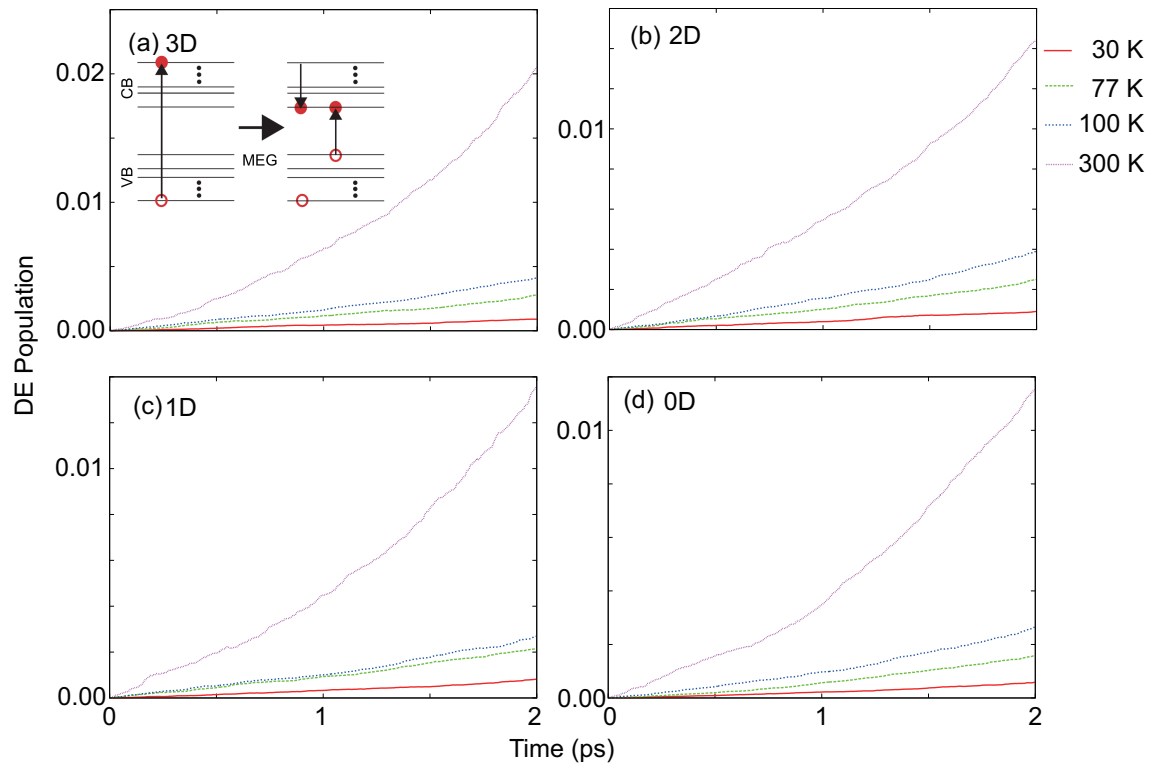 (a) 3D
CB
VB
MEG
0.02
0.01
0.00
(b) 2D
0.01
0.00
30 K
77 K
100 K
300 K
DE Population
(c) 1D
0.01
0.00
0
1
2
(d) 0D
0.01
0.00
0
1
2
Time (ps)